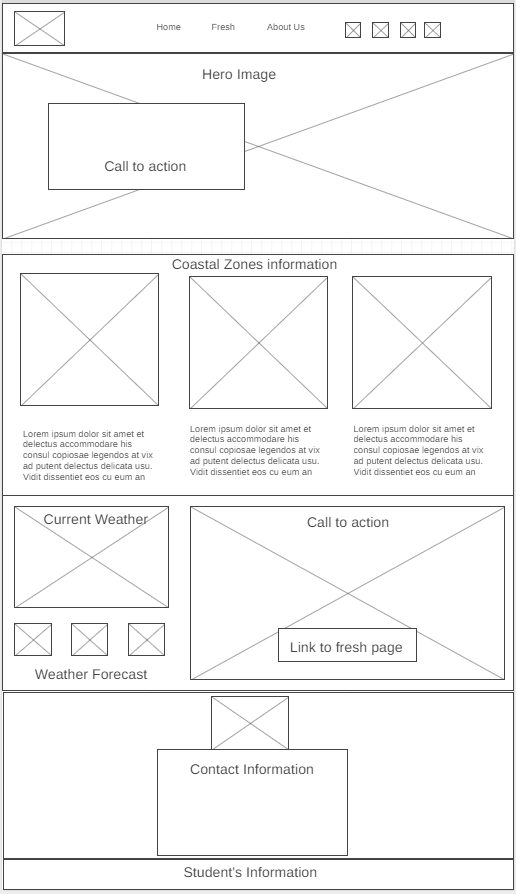 Home Fresh About Us
Hero Image
Call to action
Coastal Zones information
Lorem ipsum dolor sit amet et
delectus accommodare his
consul copiosae legendos at vix
ad putent delectus delicata usu.
Vidit dissentiet eos cu eum an
Lorem ipsum dolor sit amet et
delectus accommodare his
consul copiosae legendos at vix
ad putent delectus delicata usu.
Vidit dissentiet eos cu eum an
Lorem ipsum dolor sit amet et
delectus accommodare his
consul copiosae legendos at vix
ad putent delectus delicata usu.
Vidit dissentiet eos cu eum an
Current Weather
Weather Forecast
Call to action
Link to fresh page
Contact Information
Student's Information